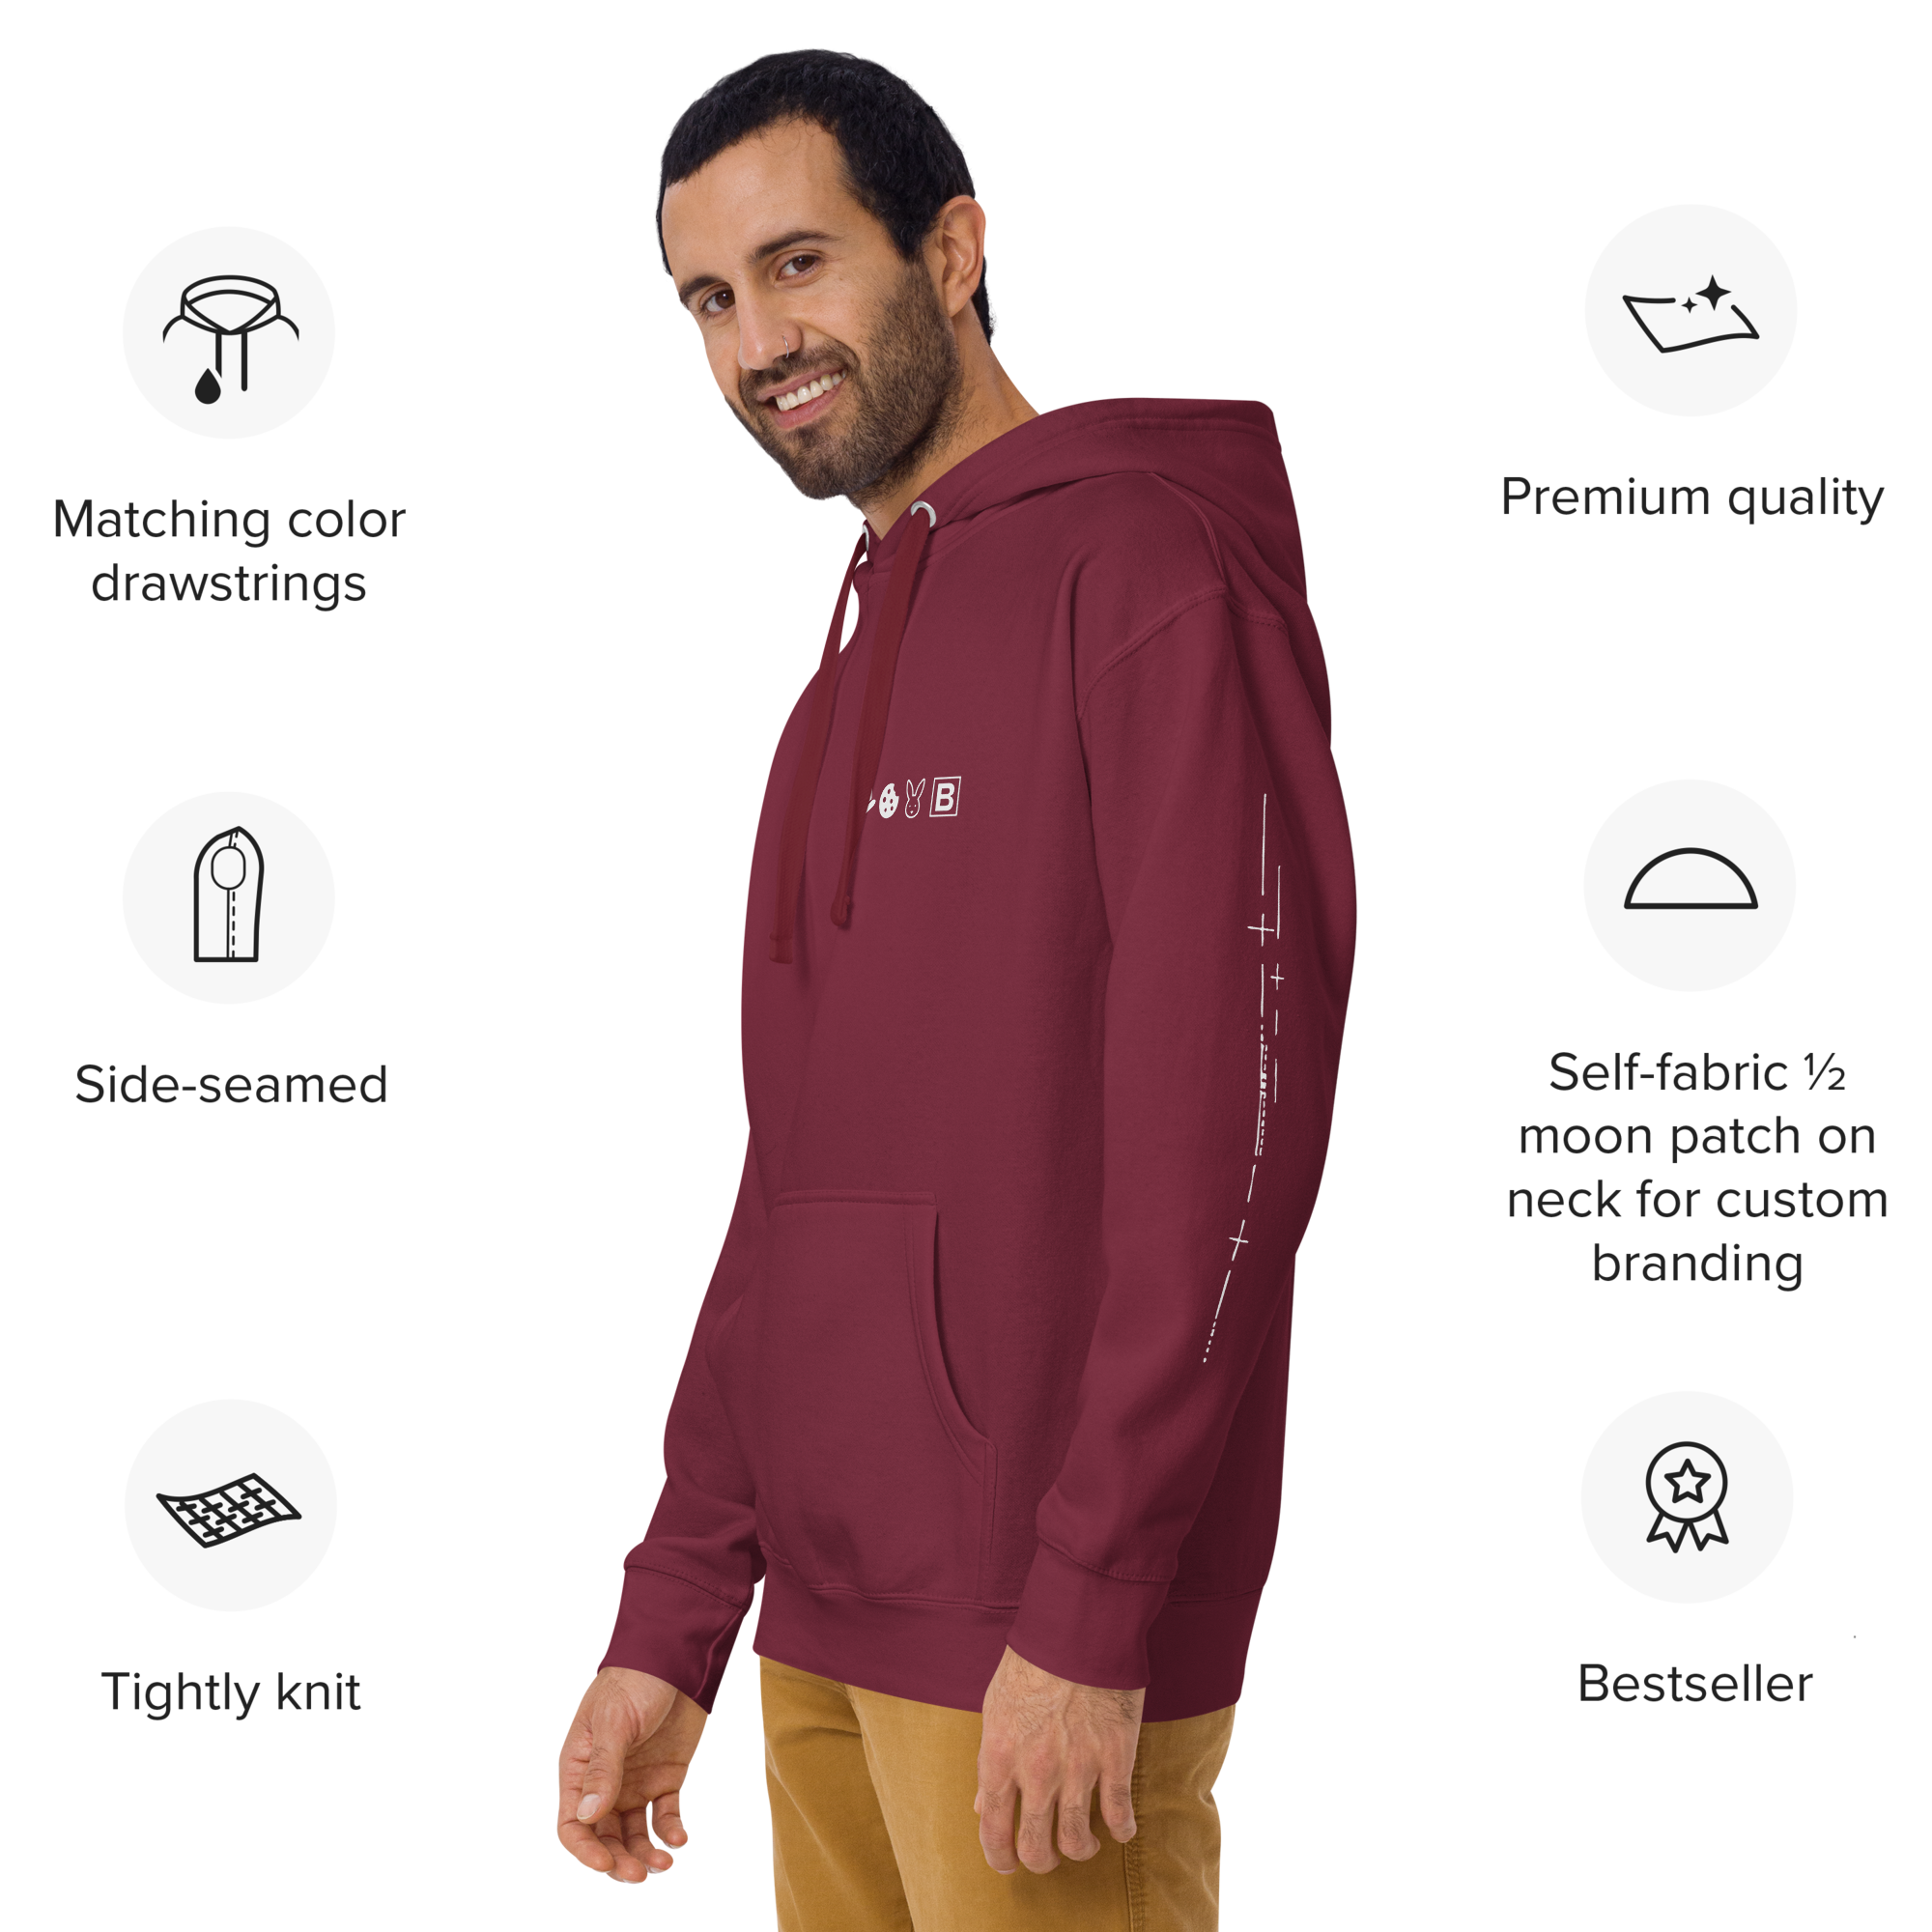 Matching color
drawstrings
Side-seamed
Tightly knit
B
Premium quality
Self-fabric ½
moon patch on
neck for custom
branding
Bestseller